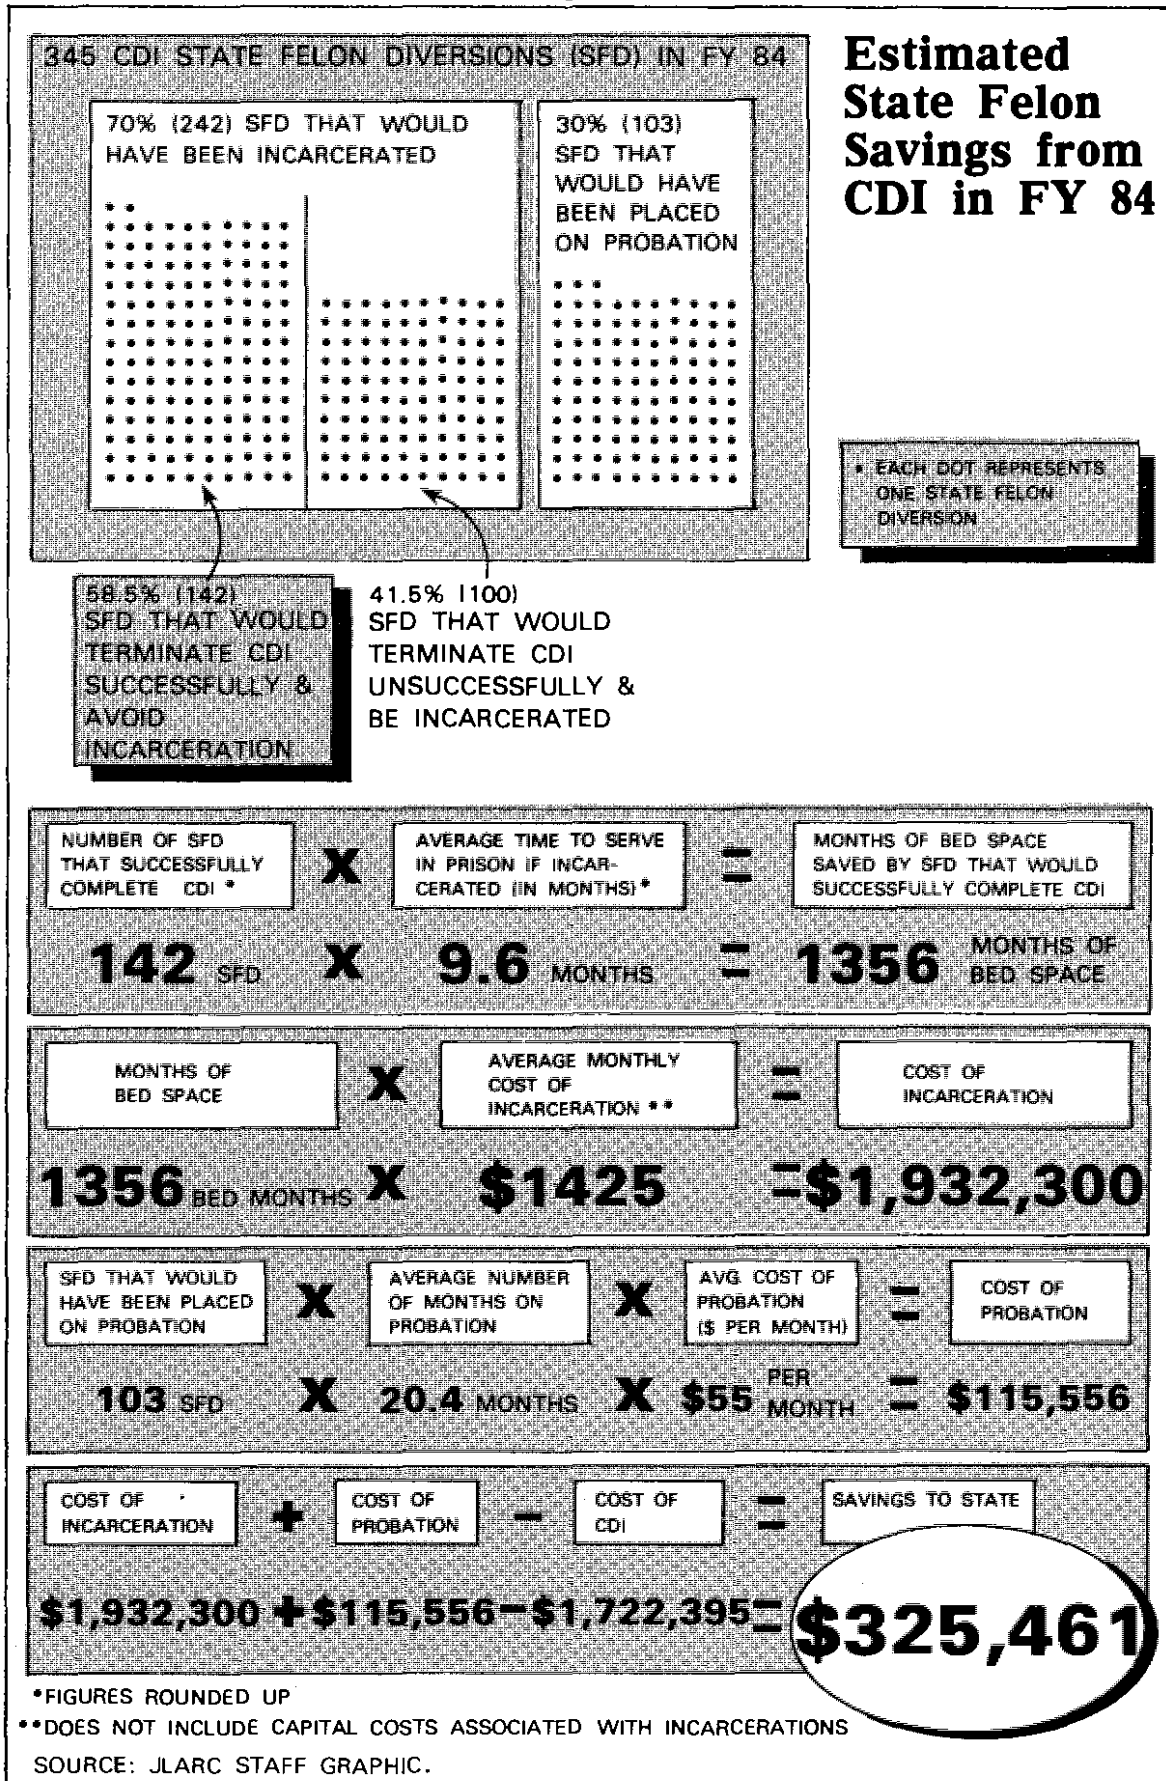 345 CDI STATE FELON DIVERSIONS (SFD) IN FY 84
Estimated
State Felon
Savings from
CDI in FY 84
70% (242) SFD THAT WOULD
HAVE BEEN INCARCERATED
30% (103)
SFD THAT
WOULD HAVE
BEEN PLACED
ON PROBATION
• EACH DOT REPRESENTS
ONE STATE FELON
DIVERSION
58.5% (142)
SFD THAT WOULD
TERMINATE CDI
SUCCESSFULLY &
AVOID
INCARCERATION
41.5% (100)
SFD THAT WOULD
TERMINATE CDI
UNSUCCESSFULLY &
BE INCARCERATED
NUMBER OF SFD
THAT SUCCESSFULLY
COMPLETE CDI *
X
AVERAGE TIME TO SERVE
IN PRISON IF INCAR-
CERATED (IN MONTHS) *
=
MONTHS OF BED SPACE
SAVED BY SFD THAT WOULD
SUCCESSFULLY COMPLETE CDI
142 SFD X 9.6 MONTHS = 1356 MONTHS OF
BED SPACE
MONTHS OF
BED SPACE
X
AVERAGE MONTHLY
COST OF
INCARCERATION **
=
COST OF
INCARCERATION
1356 BED MONTHS X $1425 =$1,932,300
SFD THAT WOULD
HAVE BEEN PLACED
ON PROBATION
X
AVERAGE NUMBER
OF MONTHS ON
PROBATION
X
AVG. COST OF
PROBATION
($ PER MONTH)
=
COST OF
PROBATION
103 SFD X 20.4 MONTHS X $55 PER
MONTH = $115,556
COST OF
INCARCERATION
+
COST OF
PROBATION
-
COST OF
CDI
=
SAVINGS TO STATE
$1,932,300 +$115,556-$1,722,395= $325,461
*FIGURES ROUNDED UP
**DOES NOT INCLUDE CAPITAL COSTS ASSOCIATED WITH INCARCERATIONS
SOURCE: JLARC STAFF GRAPHIC.